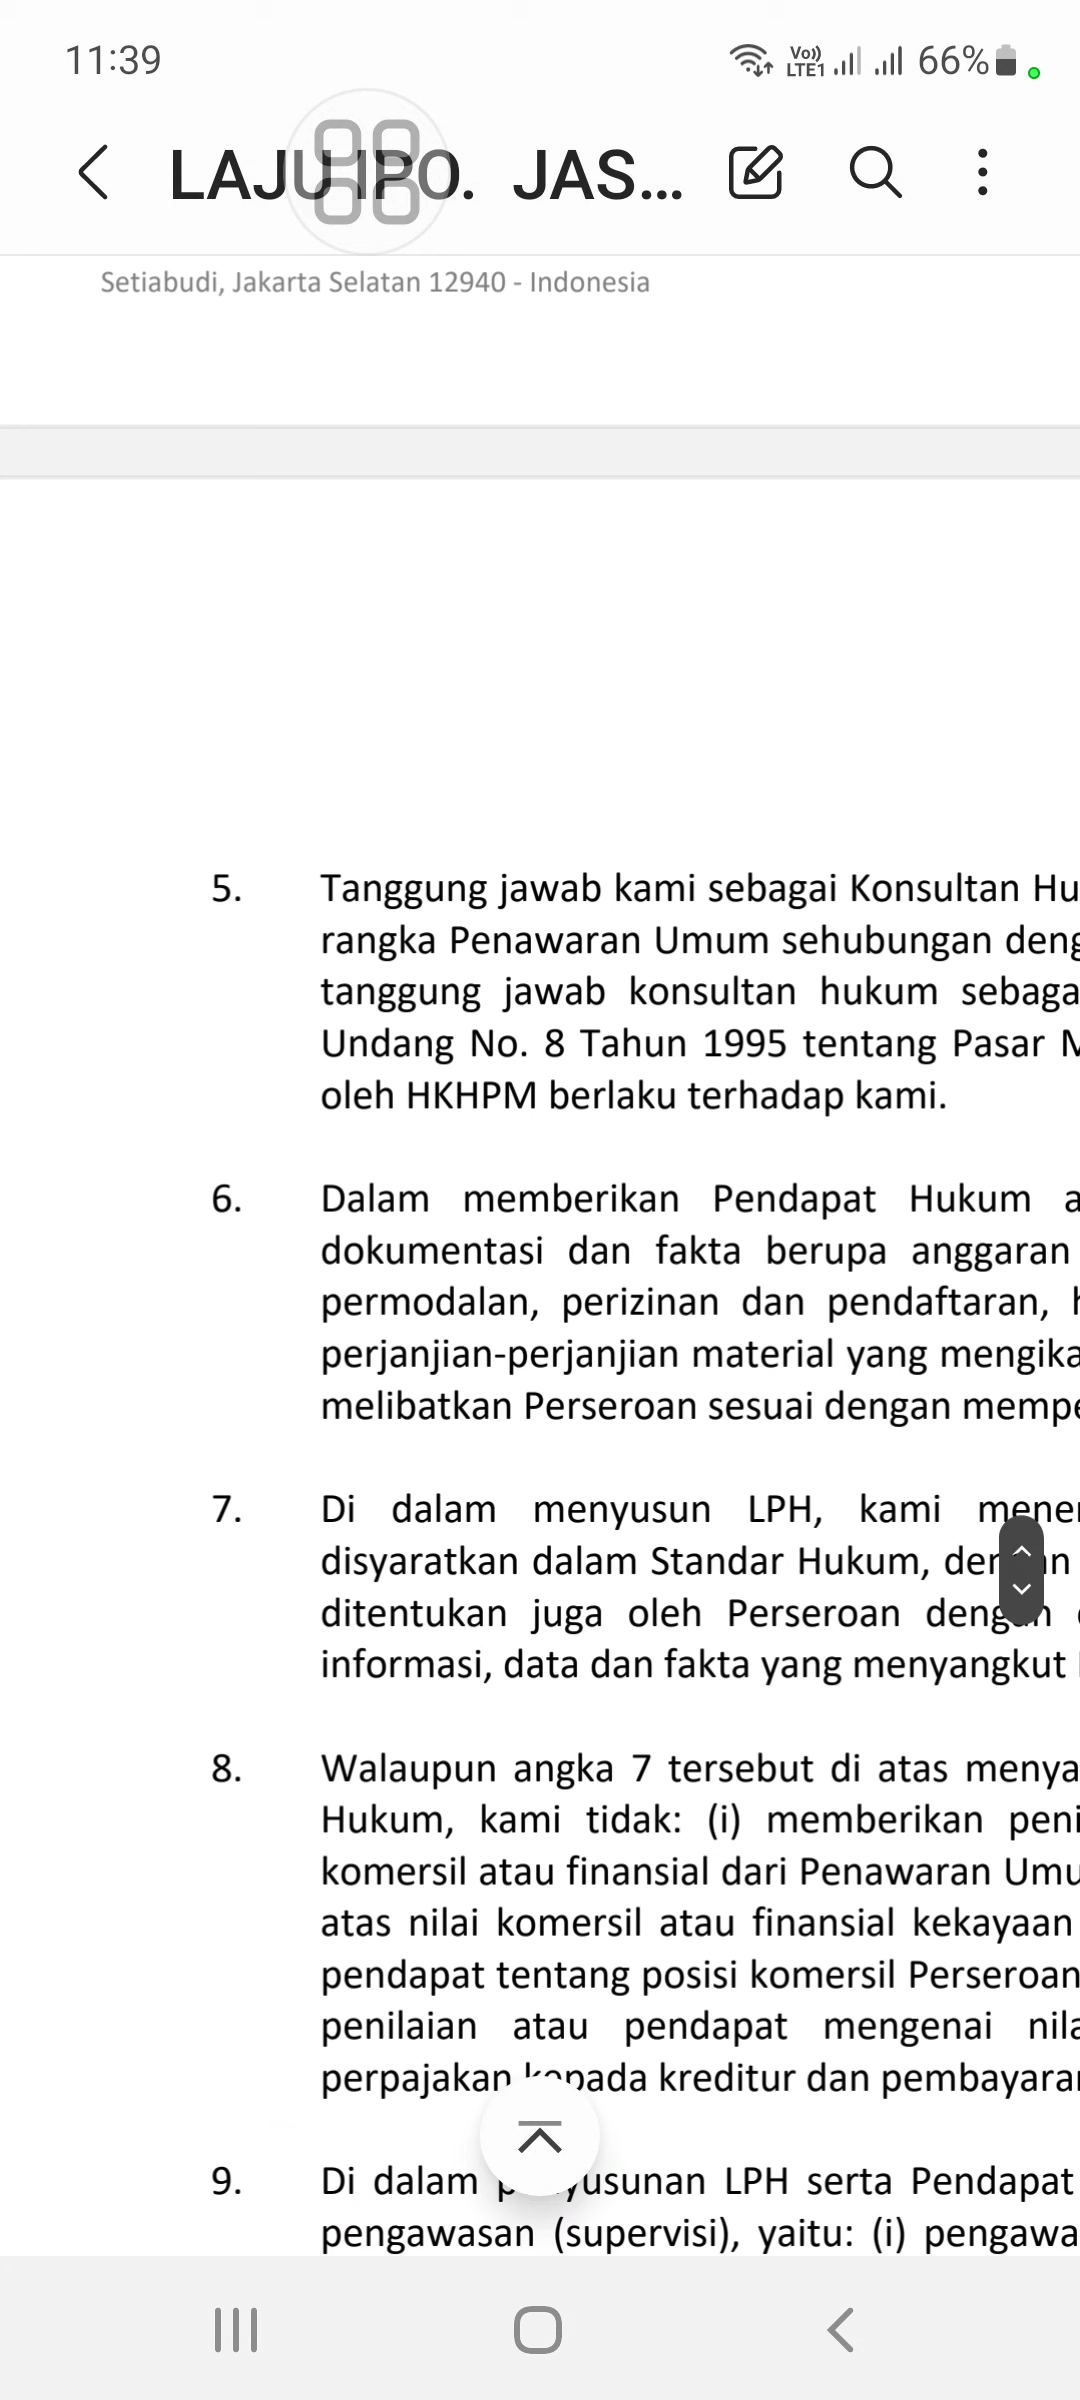 11:39
Vo)) LTE1 66%
LAJU IPO. JAS...
Setiabudi, Jakarta Selatan 12940 - Indonesia
5. Tanggung jawab kami sebagai Konsultan Hu
rangka Penawaran Umum sehubungan deng
tanggung jawab konsultan hukum sebaga
Undang No. 8 Tahun 1995 tentang Pasar M
oleh HKHPM berlaku terhadap kami.
6. Dalam memberikan Pendapat Hukum a
dokumentasi dan fakta berupa anggaran
permodalan, perizinan dan pendaftaran, h
perjanjian-perjanjian material yang mengika
melibatkan Perseroan sesuai dengan mempe
7. Di dalam menyusun LPH, kami mener
disyaratkan dalam Standar Hukum, dengan
ditentukan juga oleh Perseroan dengan
informasi, data dan fakta yang menyangkut
8. Walaupun angka 7 tersebut di atas menya
Hukum, kami tidak: (i) memberikan peni
komersil atau finansial dari Penawaran Umu
atas nilai komersil atau finansial kekayaan
pendapat tentang posisi komersil Perseroan
penilaian atau pendapat mengenai nila
perpajakan kepada kreditur dan pembayaran
9. Di dalam penyusunan LPH serta Pendapat
pengawasan (supervisi), yaitu: (i) pengawa